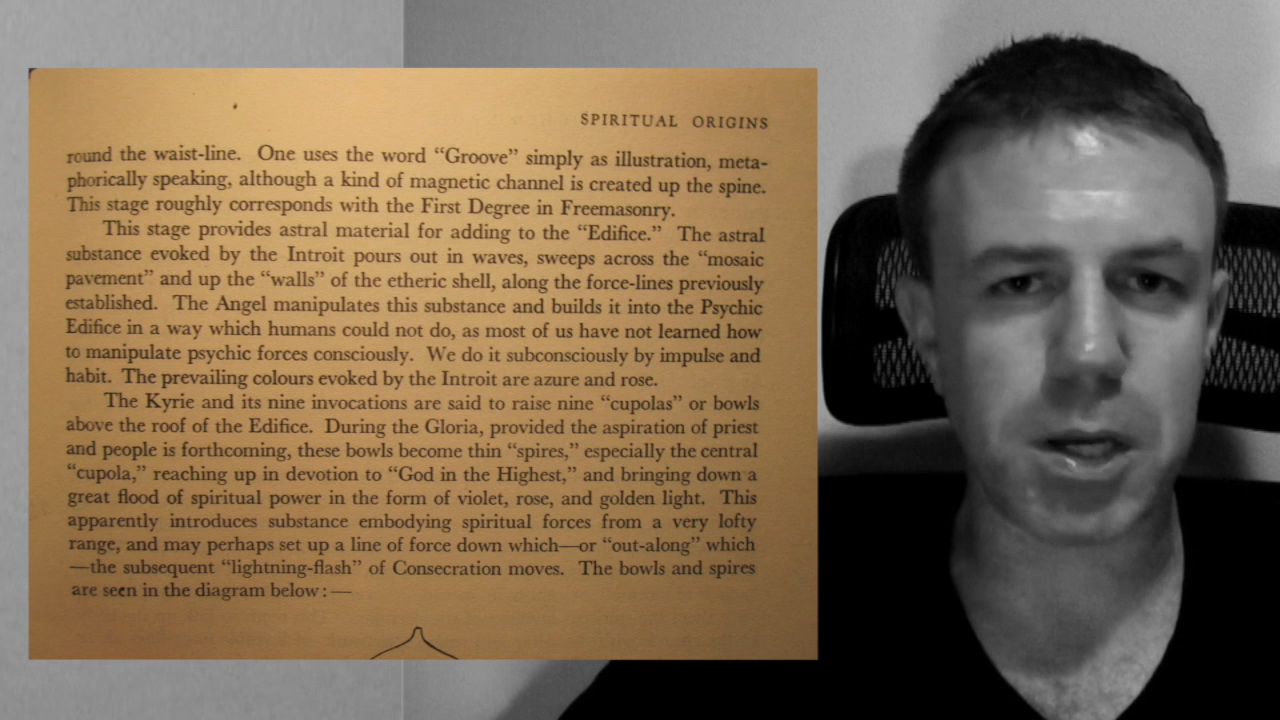 SPIRITUAL ORIGINS
round the waist-line. One uses the word “Groove” simply as illustration, meta-
phorically speaking, although a kind of magnetic channel is created up the spine.
This stage roughly corresponds with the First Degree in Freemasonry.
This stage provides astral material for adding to the “Edifice.” The astral
substance evoked by the Introit pours out in waves, sweeps across the “mosaic
pavement” and up the “walls” of the etheric shell, along the force-lines previously
established. The Angel manipulates this substance and builds it into the Psychic
Edifice in a way which humans could not do, as most of us have not learned how
to manipulate psychic forces consciously. We do it subconsciously by impulse and
habit. The prevailing colours evoked by the Introit are azure and rose.
The Kyrie and its nine invocations are said to raise nine “cupolas” or bowls
above the roof of the Edifice. During the Gloria, provided the aspiration of priest
and people is forthcoming, these bowls become thin “spires,” especially the central
“cupola,” reaching up in devotion to “God in the Highest,” and bringing down a
great flood of spiritual power in the form of violet, rose, and golden light. This
apparently introduces substance embodying spiritual forces from a very lofty
range, and may perhaps set up a line of force down which—or “out-along” which
—the subsequent “lightning-flash” of Consecration moves. The bowls and spires
are seen in the diagram below:—